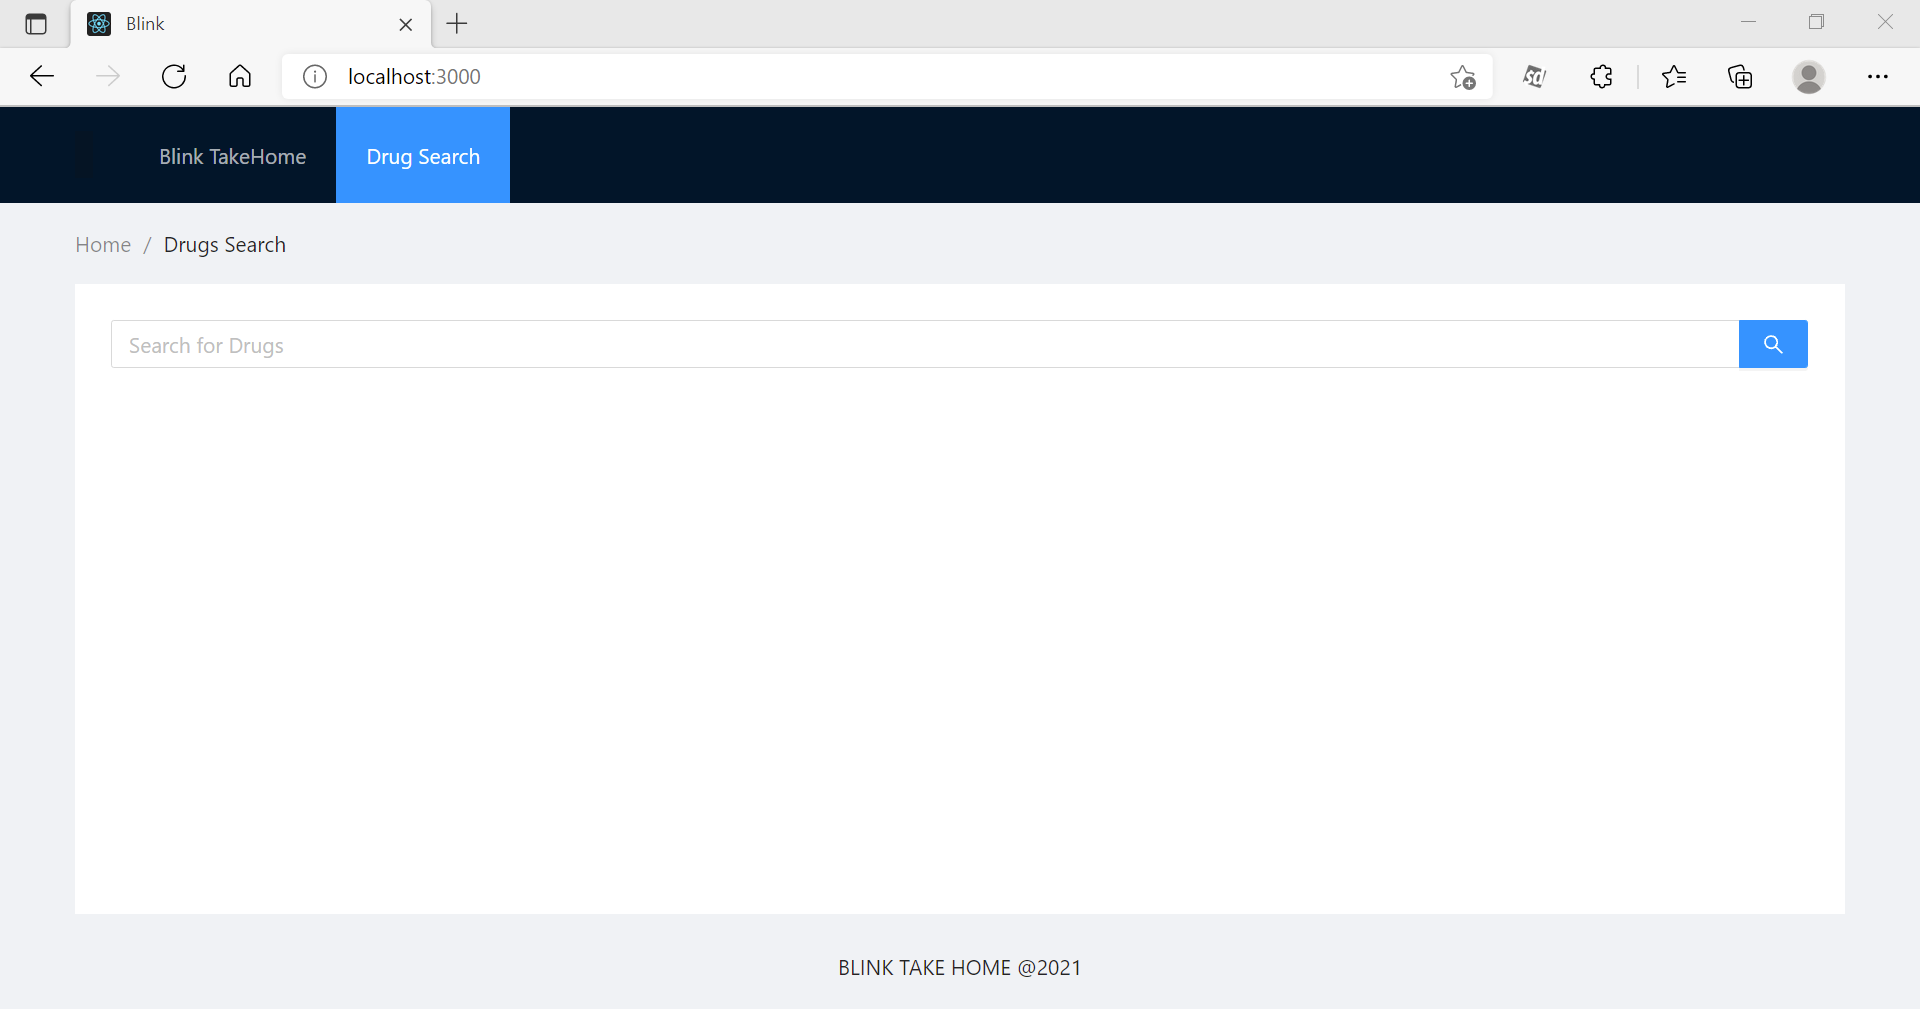 Blink
localhost:3000
Blink TakeHome Drug Search
Home / Drugs Search
Search for Drugs
BLINK TAKE HOME @2021